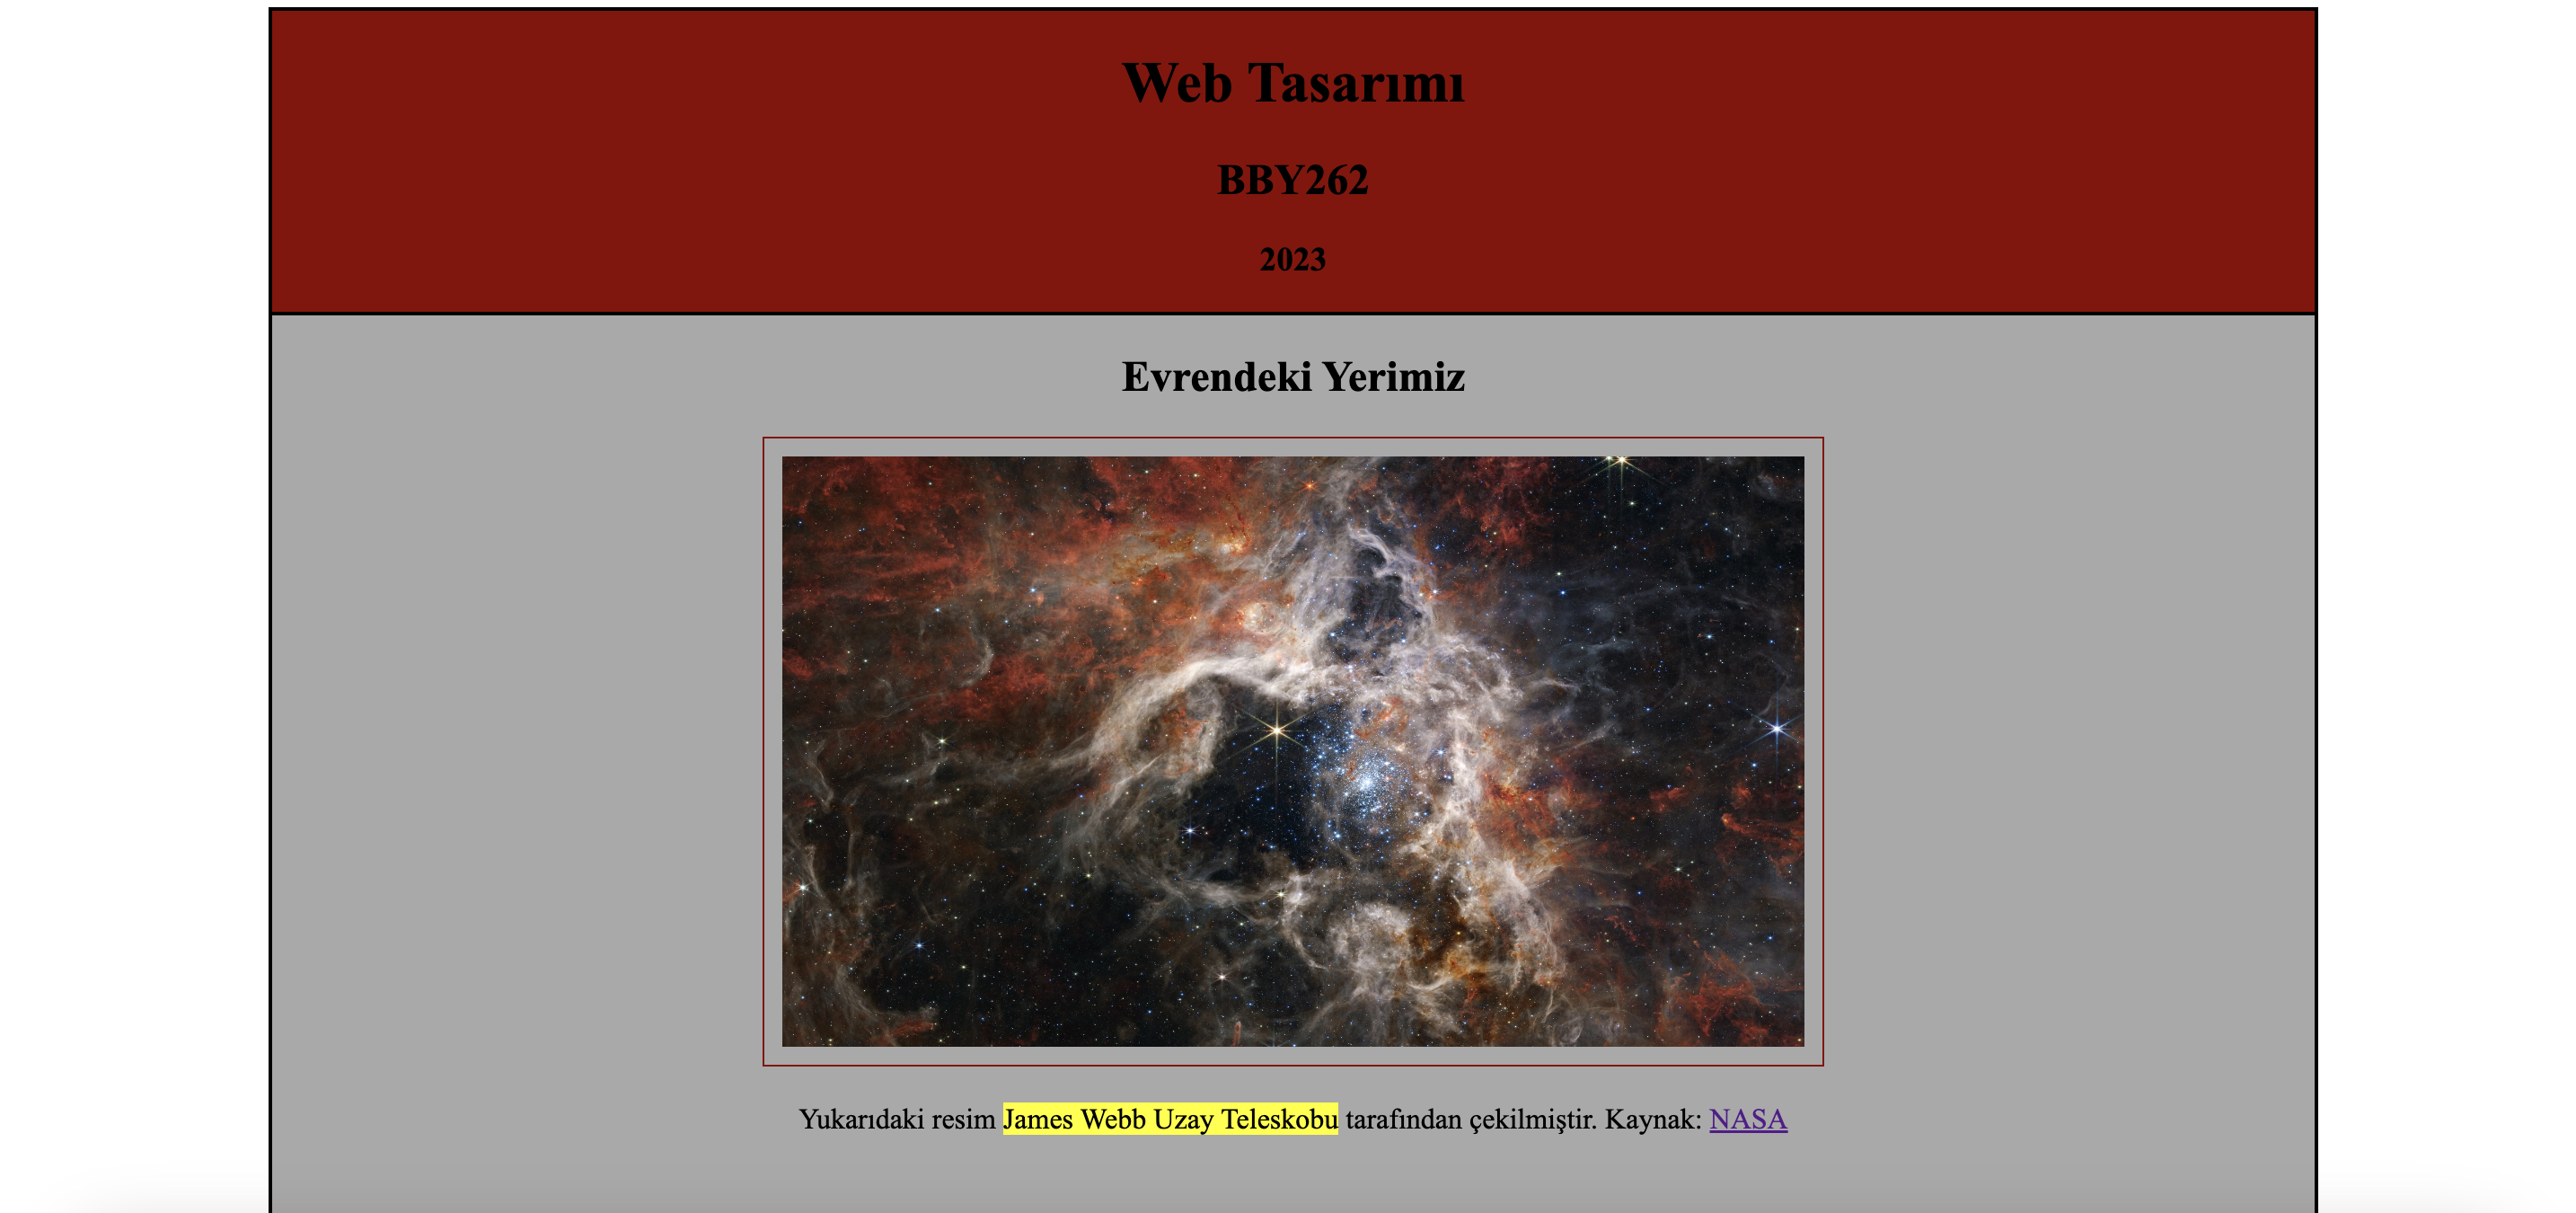 Web Tasarımı
BBY262
2023
Evrendeki Yerimiz
Yukarıdaki resim James Webb Uzay Teleskobu tarafından çekilmiştir. Kaynak: NASA